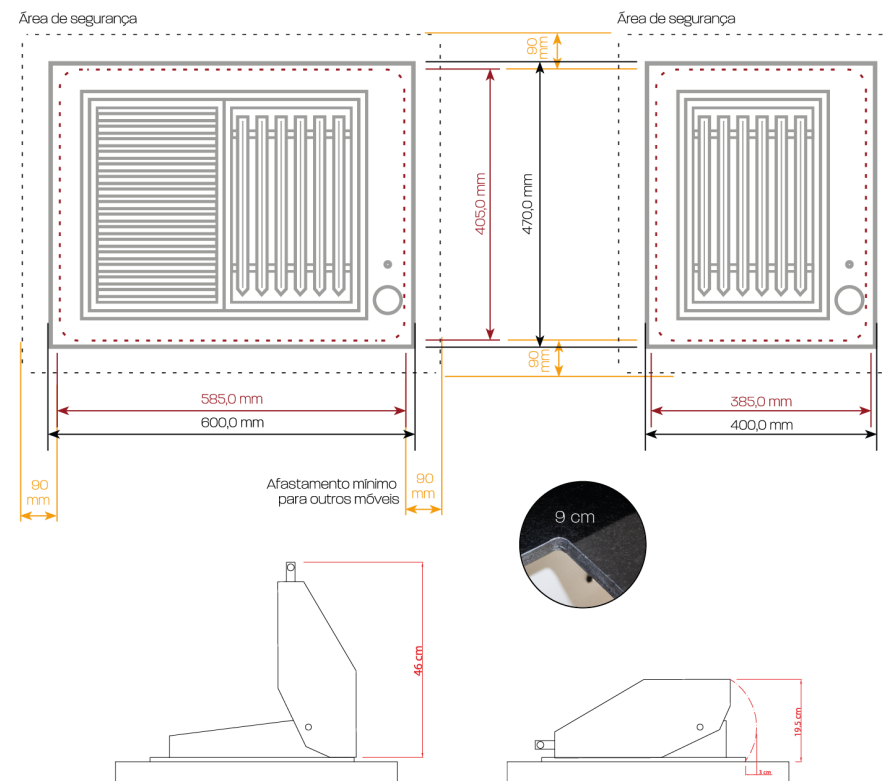 Área de segurança
Área de segurança
90
mm
405,0 mm
470,0 mm
90
mm
585,0 mm
600,0 mm
385,0 mm
400,0 mm
90
mm
Afastamento mínimo
para outros móveis
90
mm
9 cm
46 cm
19.5 cm
3 cm